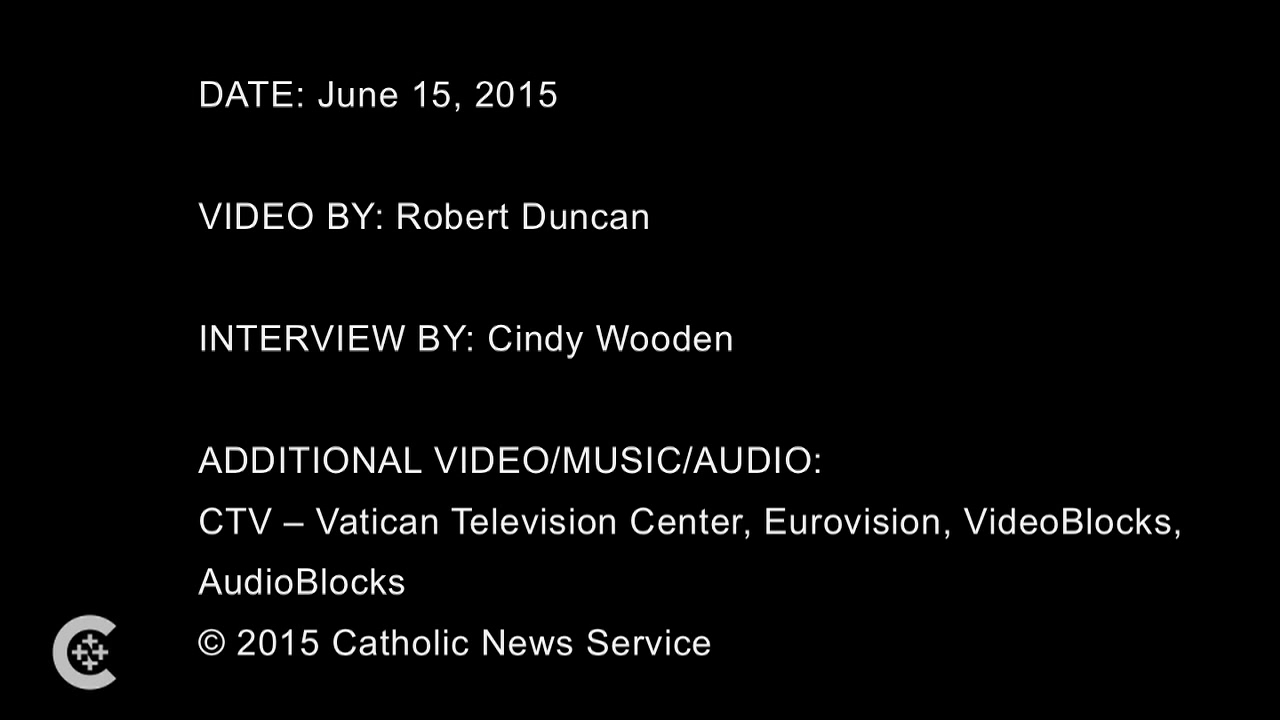 DATE: June 15, 2015
VIDEO BY: Robert Duncan
INTERVIEW BY: Cindy Wooden
ADDITIONAL VIDEO/MUSIC/AUDIO:
CTV – Vatican Television Center, Eurovision, VideoBlocks,
AudioBlocks
© 2015 Catholic News Service